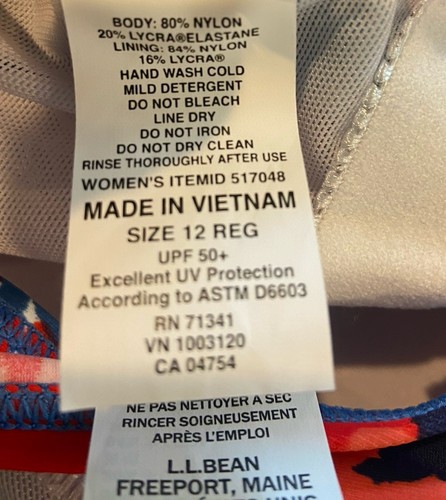 BODY: 80% NYLON
20% LYCRA®ELASTANE
LINING: 84% NYLON
16% LYCRA®
HAND WASH COLD
MILD DETERGENT
DO NOT BLEACH
LINE DRY
DO NOT IRON
DO NOT DRY CLEAN
RINSE THOROUGHLY AFTER USE
WOMEN'S ITEMID 517048
MADE IN VIETNAM
SIZE 12 REG
UPF 50+
Excellent UV Protection
According to ASTM D6603
RN 71341
VN 1003120
CA 04754
NE PAS NETTOYER A SEC
RINCER SOIGNEUSEMENT
APRÈS L'EMPLOI
L.L.BEAN
FREEPORT, MAINE